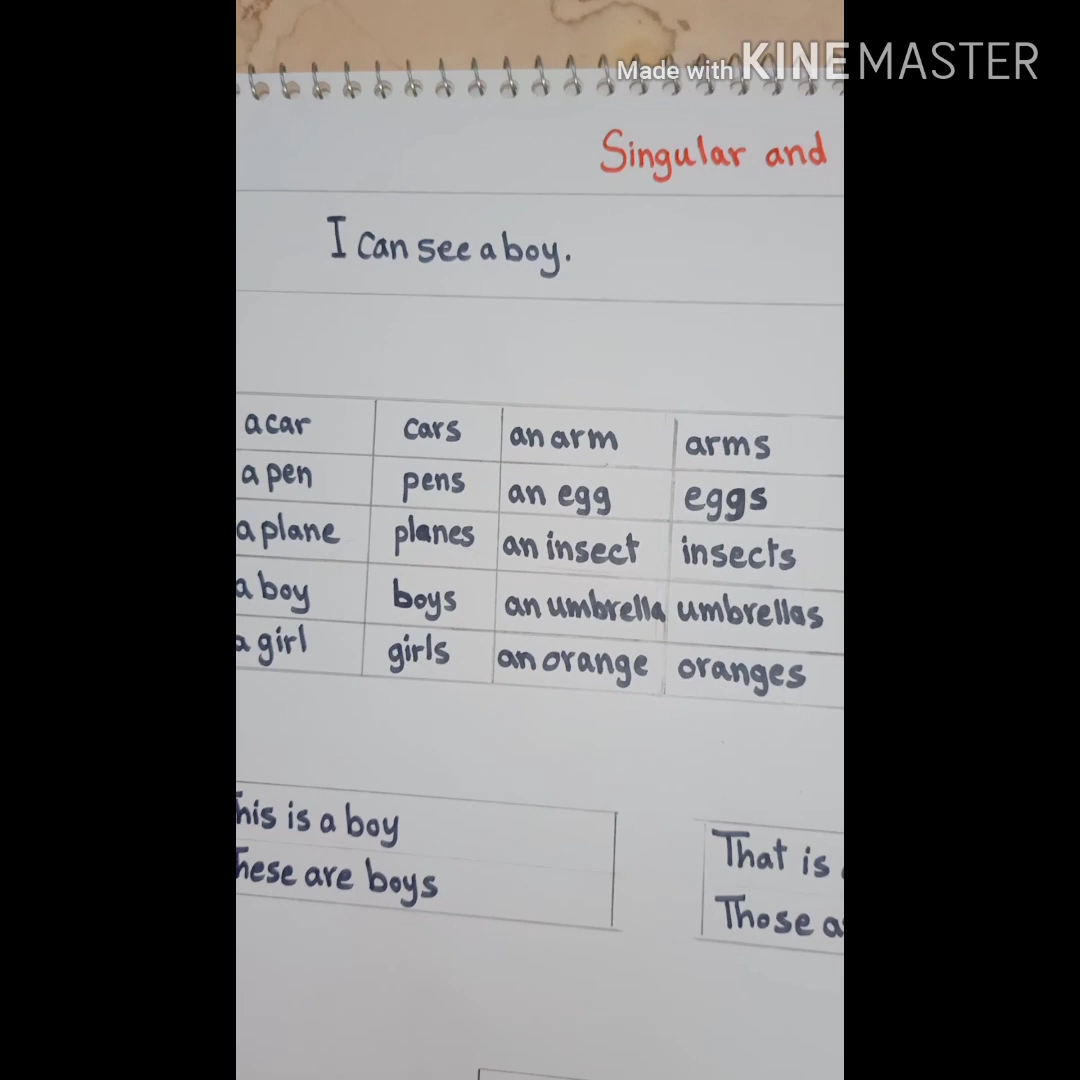 Made with KINEMASTER
Singular and
I can see a boy.
a car cars an arm arms
a pen pens an egg eggs
a plane planes an insect insects
a boy boys an umbrella umbrellas
a girl girls an orange oranges
his is a boy
hese are boys
That is
Those a